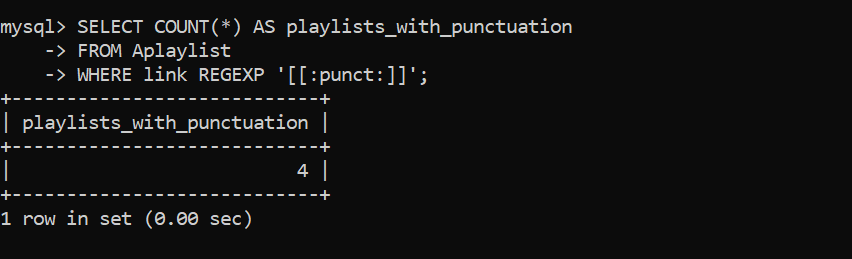 mysql> SELECT COUNT(*) AS playlists_with_punctuation
    -> FROM Aplaylist
    -> WHERE link REGEXP '[[:punct:]]';
+----------------------------+
| playlists_with_punctuation |
+----------------------------+
|                          4 |
+----------------------------+
1 row in set (0.00 sec)